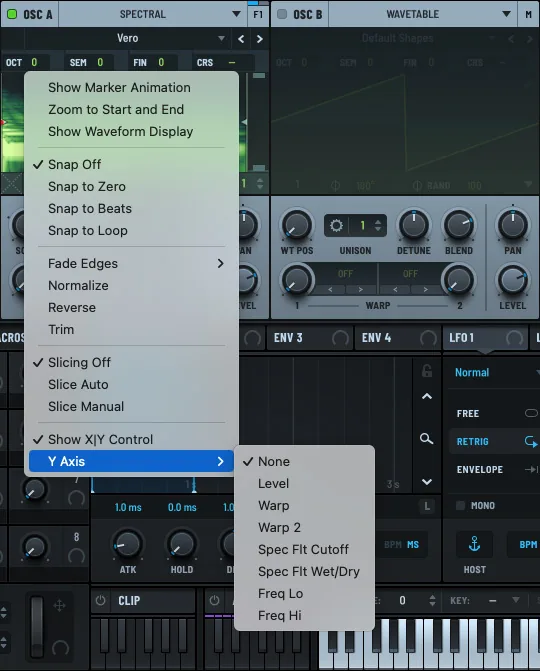 OSC A
SPECTRAL
F1
OSC B
WAVETABLE
M
Vero
Default Shapes
OCT 0 SEM 0 FIN 0 CRS –
OCT 0 SEM 0 FIN 0 CRS –
Show Marker Animation
Zoom to Start and End
Show Waveform Display
Snap Off
Snap to Zero
Snap to Beats
Snap to Loop
Fade Edges
Normalize
Reverse
Trim
Slicing Off
Slice Auto
Slice Manual
Show X|Y Control
Y Axis
None
Level
Warp
Warp 2
Spec Flt Cutoff
Spec Flt Wet/Dry
Freq Lo
Freq Hi
1
1 100° RAND 100
WT POS
1
UNISON
DETUNE
BLEND
PAN
OFF
OFF
1 WARP 2
LEVEL
ENV 3
ENV 4
LFO 1
Normal
FREE
RETRIG
ENVELOPE
MONO
3s
7
8
1.0 ms
0.0 ms
L
ATK
HOLD
BPM MS
HOST
BPM
CLIP
0
KEY: –